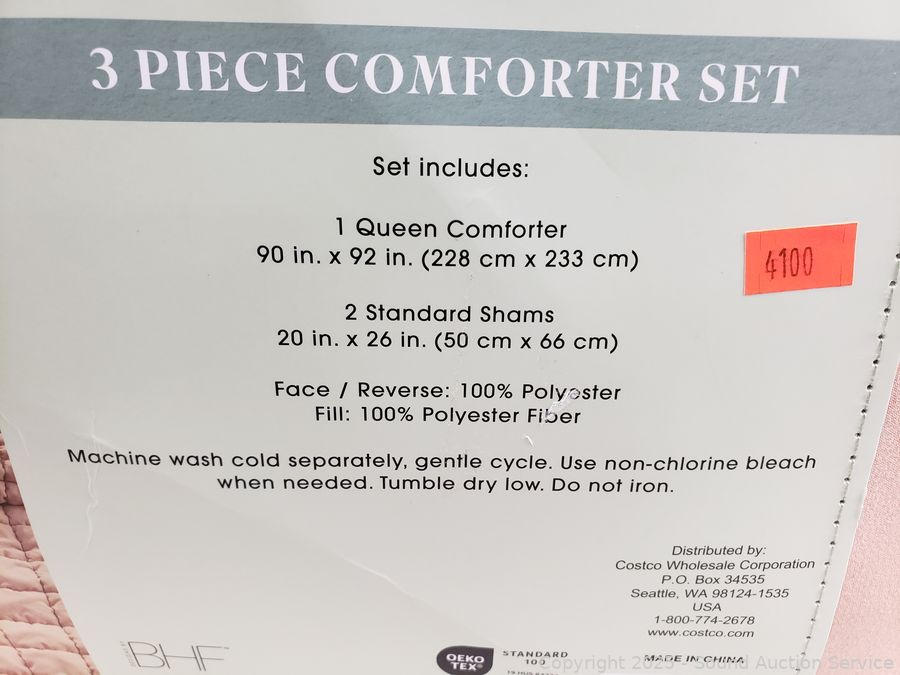 3 PIECE COMFORTER SET
Set includes:
1 Queen Comforter
90 in. x 92 in. (228 cm x 233 cm)
4100
2 Standard Shams
20 in. x 26 in. (50 cm x 66 cm)
Face / Reverse: 100% Polyester
Fill: 100% Polyester Fiber
Machine wash cold separately, gentle cycle. Use non-chlorine bleach
when needed. Tumble dry low. Do not iron.
Distributed by:
Costco Wholesale Corporation
P.O. Box 34535
Seattle, WA 98124-1535
USA
1-800-774-2678
www.costco.com
BHF™
OEKO
TEX®
STANDARD
100
MADE IN CHINA
Copyright 2023 - Sound Auction Service